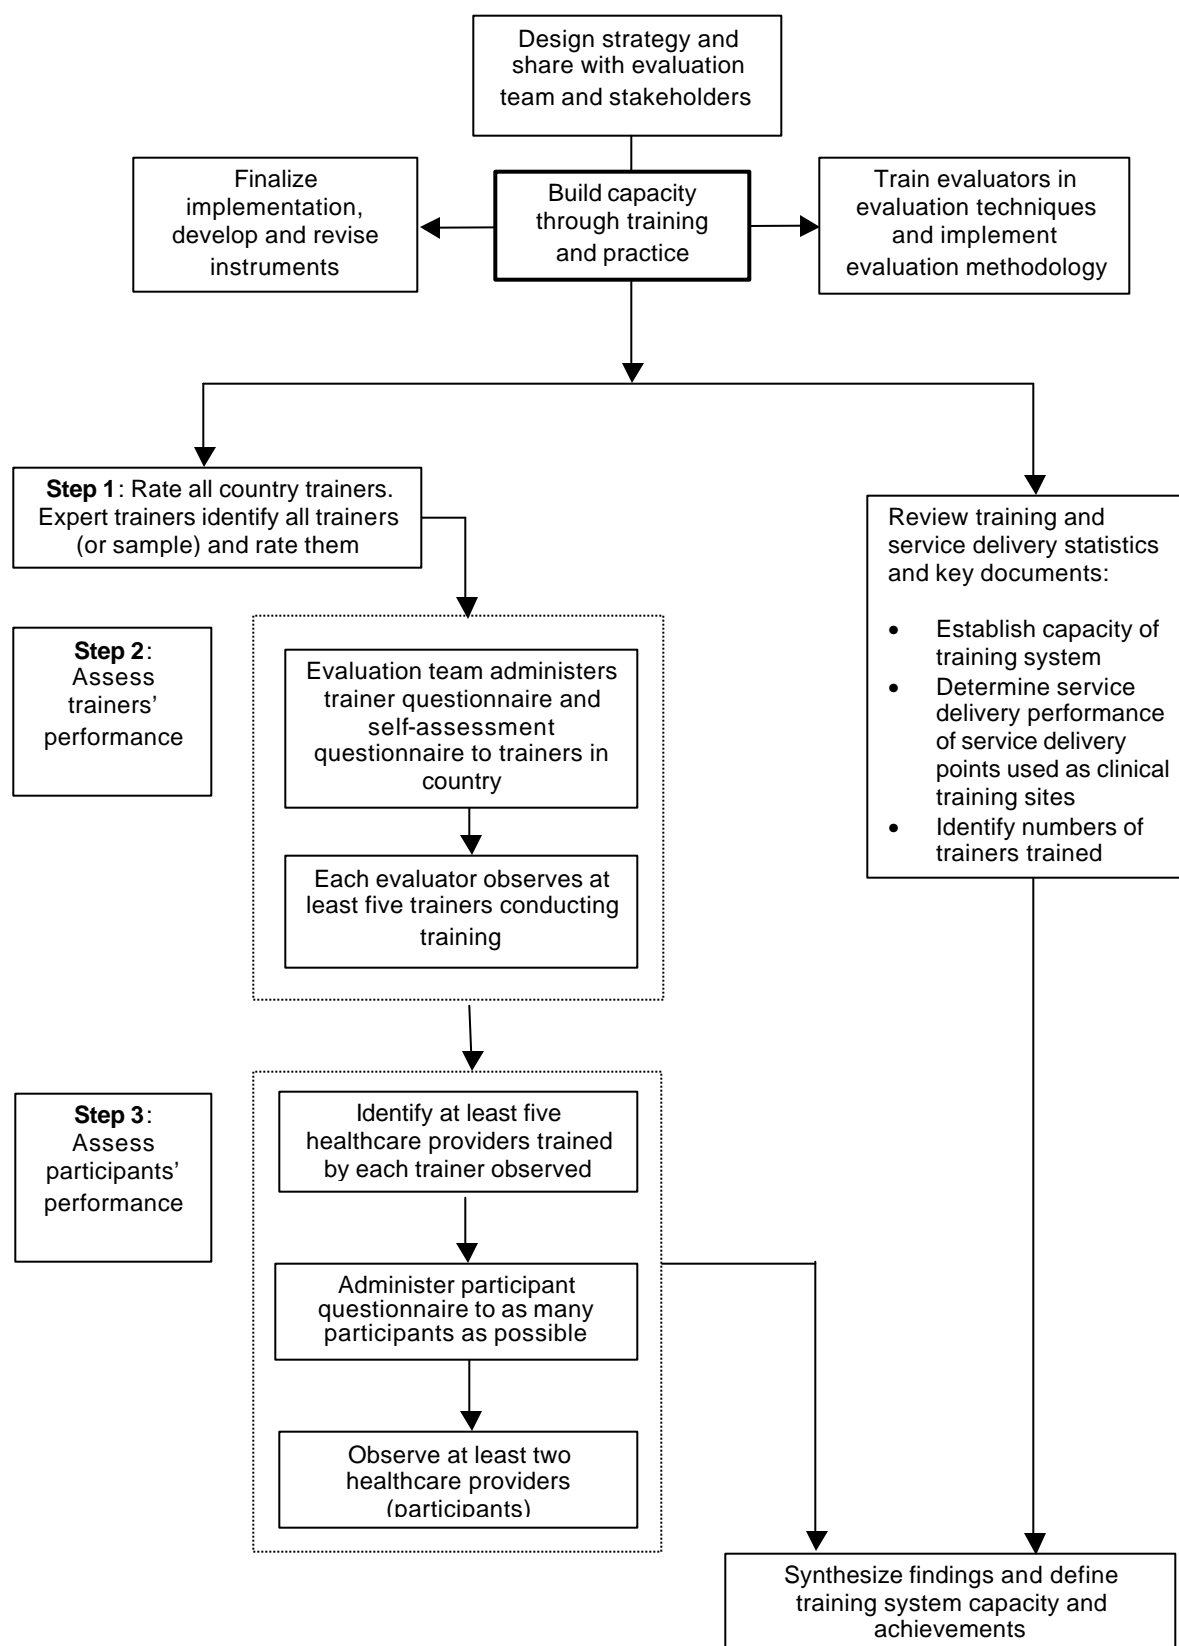 Design strategy and
share with evaluation
team and stakeholders
Finalize
implementation,
develop and revise
instruments
Build capacity
through training
and practice
Train evaluators in
evaluation techniques
and implement
evaluation methodology
Step 1: Rate all country trainers.
Expert trainers identify all trainers
(or sample) and rate them
Review training and
service delivery statistics
and key documents:
• Establish capacity of
training system
• Determine service
delivery performance
of service delivery
points used as clinical
training sites
• Identify numbers of
trainers trained
Step 2:
Assess
trainers’
performance
Evaluation team administers
trainer questionnaire and
self-assessment
questionnaire to trainers in
country
Each evaluator observes at
least five trainers conducting
training
Step 3:
Assess
participants’
performance
Identify at least five
healthcare providers trained
by each trainer observed
Administer participant
questionnaire to as many
participants as possible
Observe at least two
healthcare providers
(participants)
Synthesize findings and define
training system capacity and
achievements